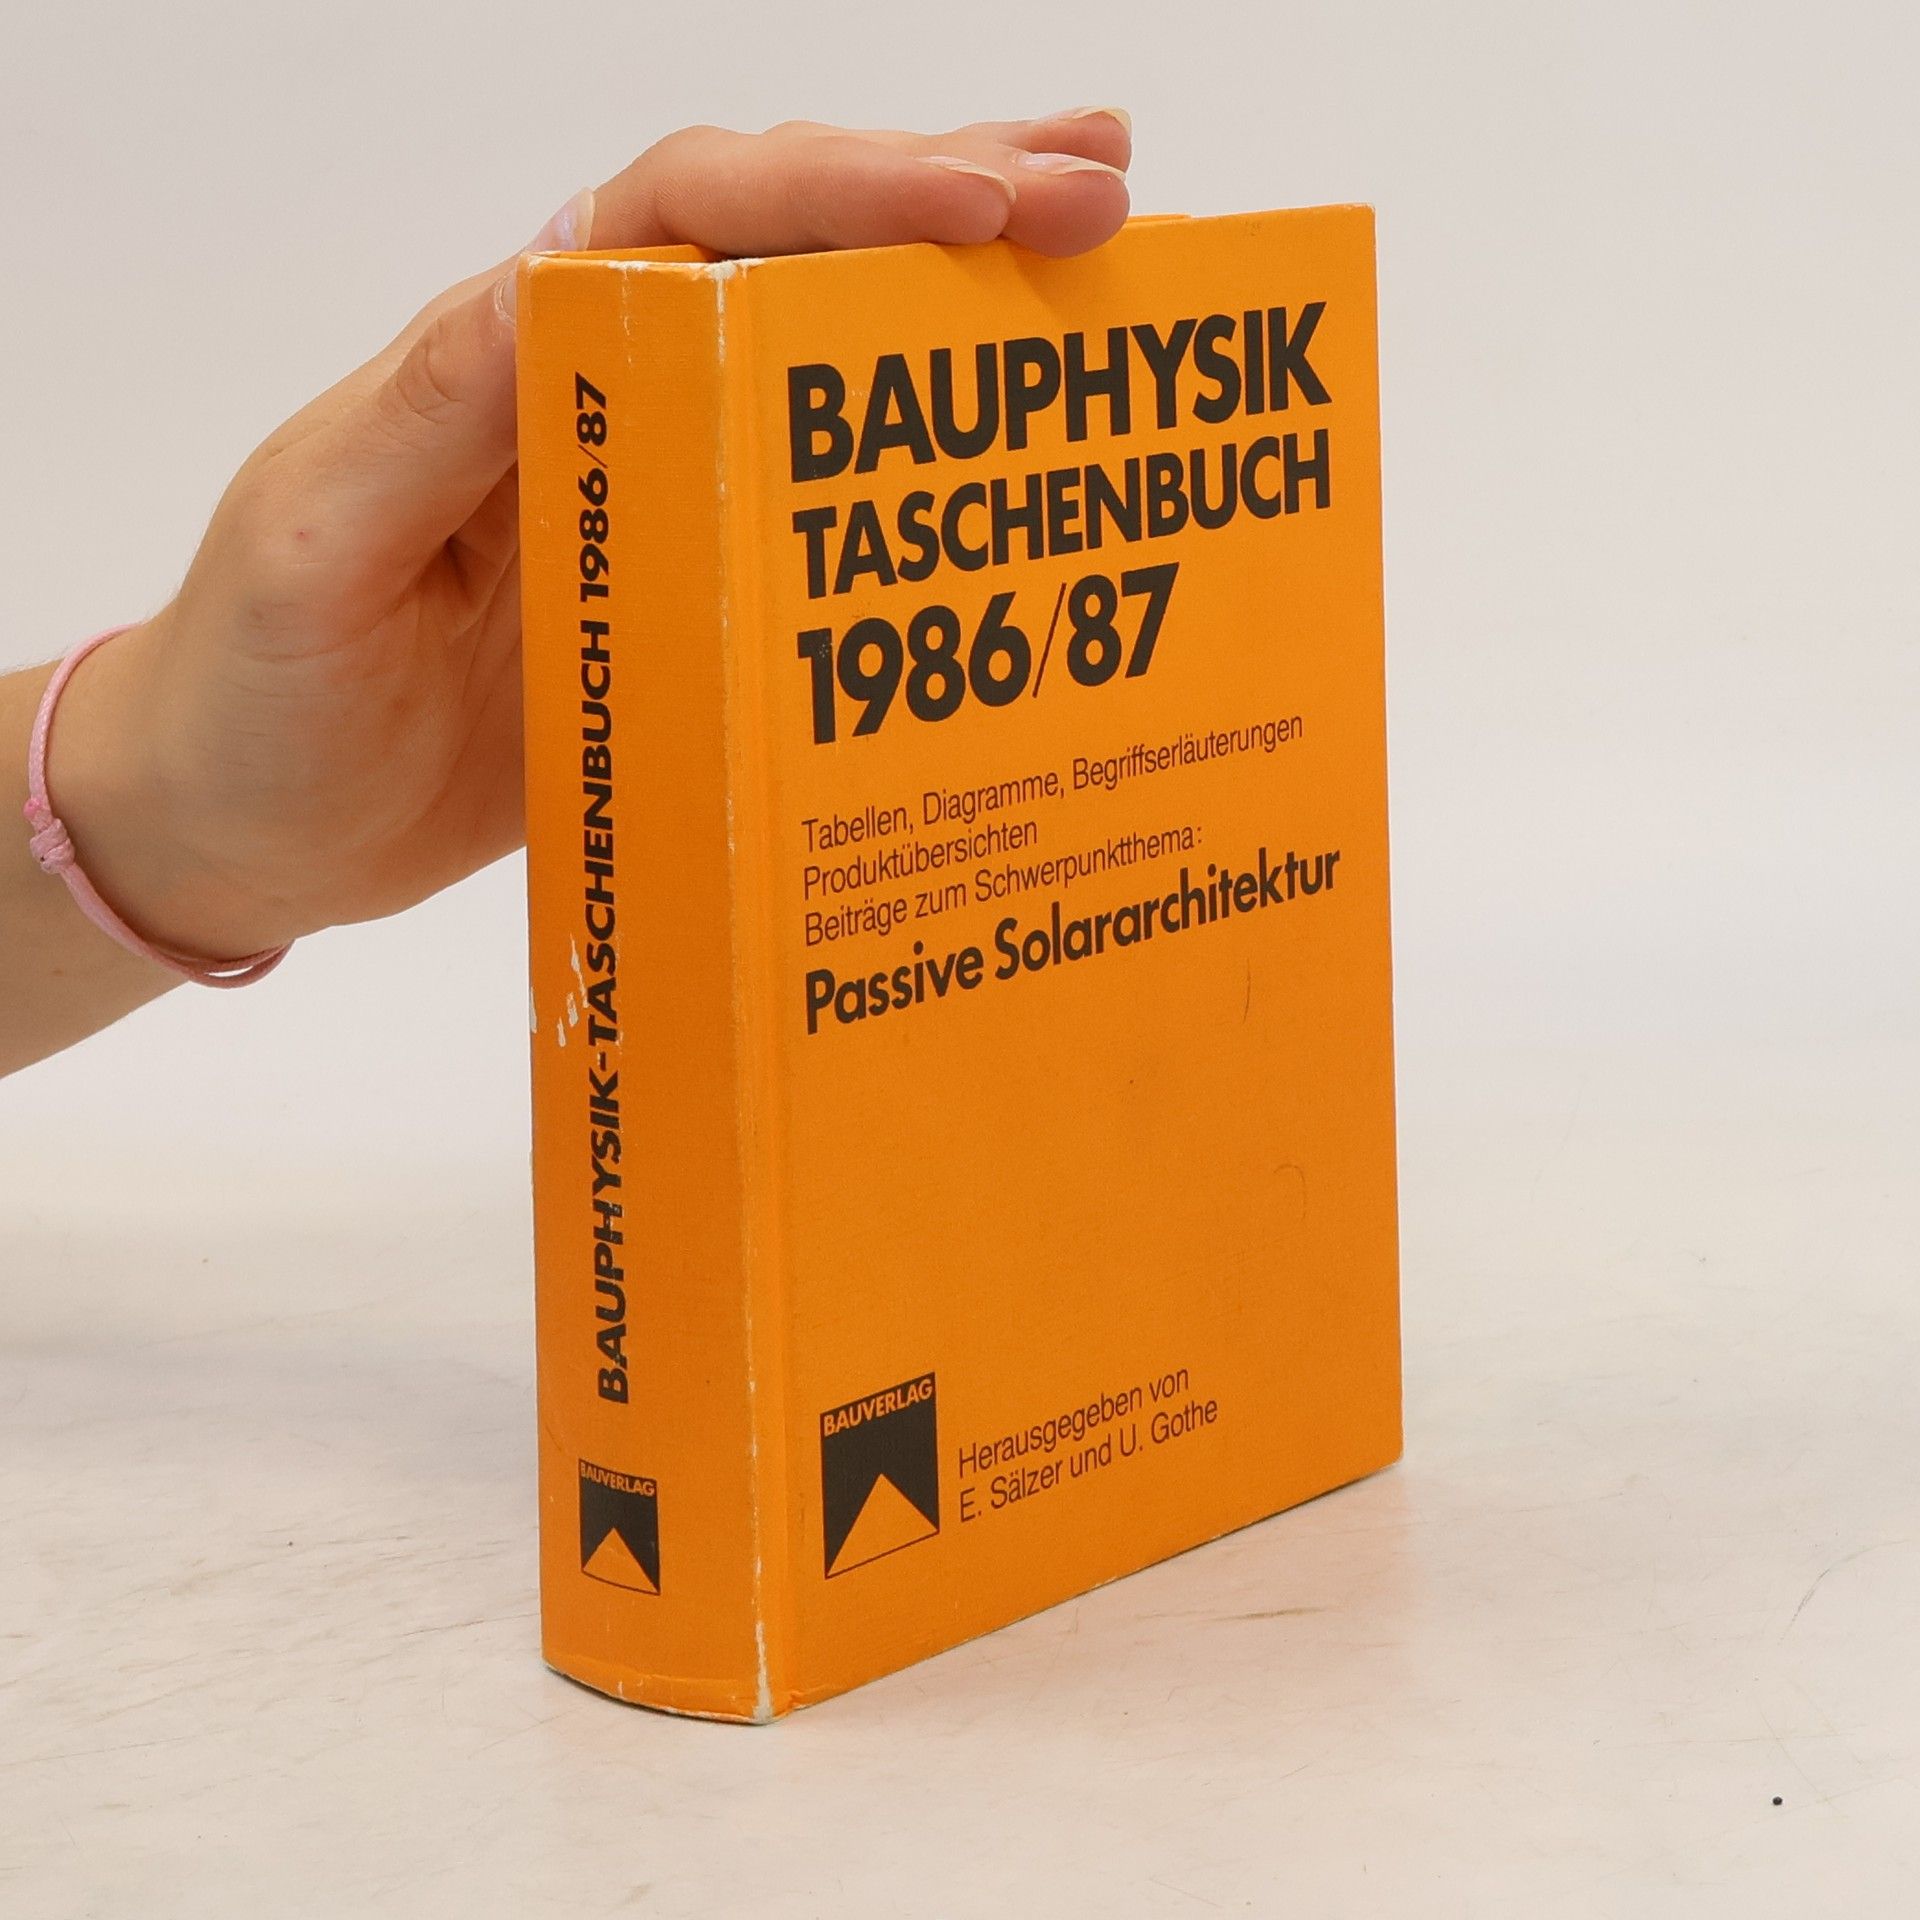 BAUPHYSIK-TASCHENBUCH 1986/87
BAUVERLAG
BAUPHYSIK
TASCHENBUCH
1986/87
Tabellen, Diagramme, Begriffserläuterungen
Produktübersichten
Beiträge zum Schwerpunktthema:
Passive Solararchitektur
BAUVERLAG
Herausgegeben von
E. Sälzer und U. Gothe